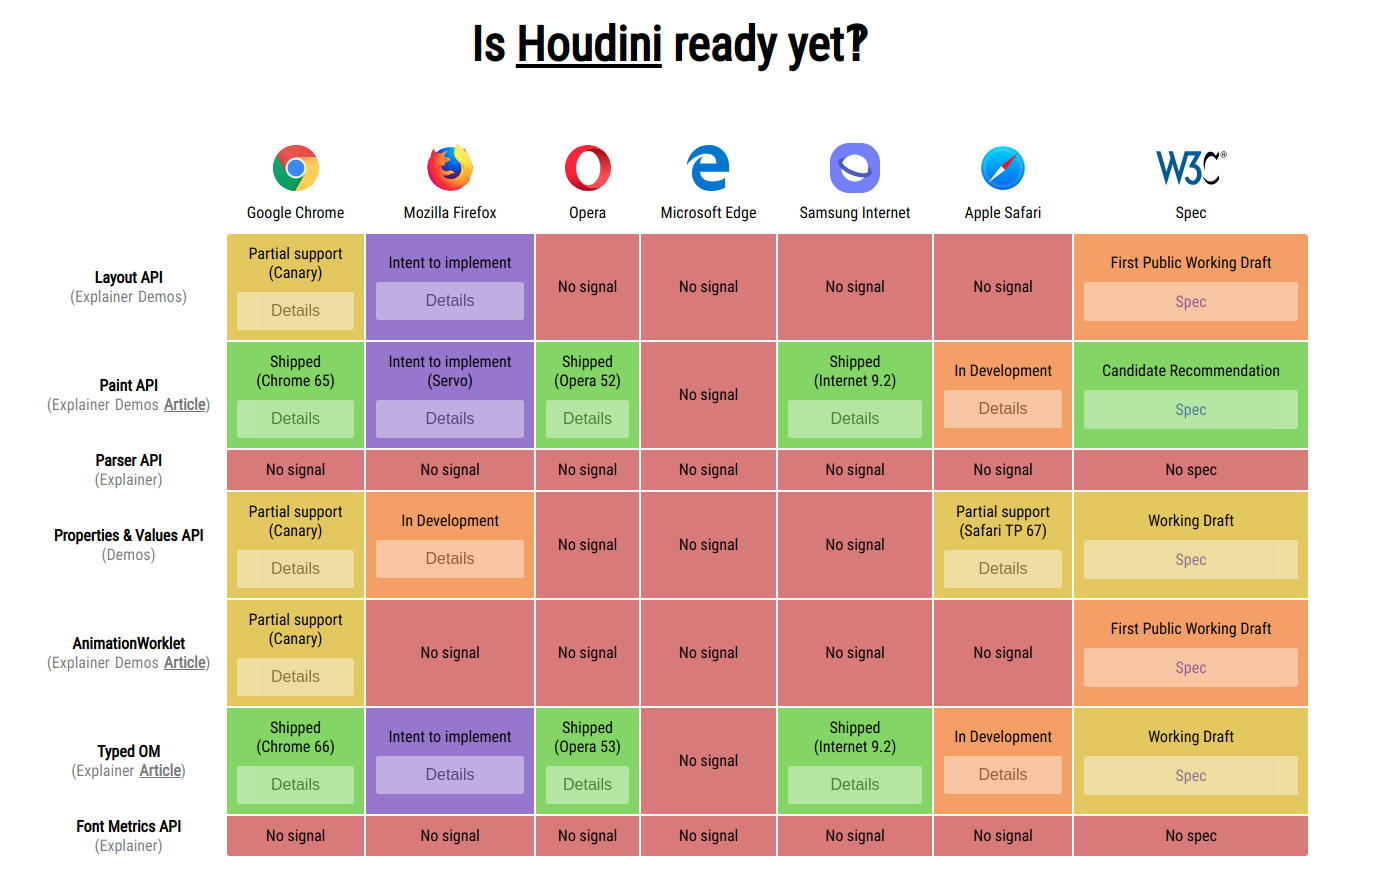 Is Houdini ready yet‽
W3C®
Google Chrome Mozilla Firefox Opera Microsoft Edge Samsung Internet Apple Safari Spec
Layout API
(Explainer Demos)
Partial support
(Canary)
Details
Intent to implement
Details
No signal
No signal
No signal
No signal
First Public Working Draft
Spec
Paint API
(Explainer Demos Article)
Shipped
(Chrome 65)
Details
Intent to implement
(Servo)
Details
Shipped
(Opera 52)
Details
No signal
Shipped
(Internet 9.2)
Details
In Development
Details
Candidate Recommendation
Spec
Parser API
(Explainer)
No signal
No signal
No signal
No signal
No signal
No signal
No spec
Properties & Values API
(Demos)
Partial support
(Canary)
Details
In Development
Details
No signal
No signal
No signal
Partial support
(Safari TP 67)
Details
Working Draft
Spec
AnimationWorklet
(Explainer Demos Article)
Partial support
(Canary)
Details
No signal
No signal
No signal
No signal
No signal
First Public Working Draft
Spec
Typed OM
(Explainer Article)
Shipped
(Chrome 66)
Details
Intent to implement
Details
Shipped
(Opera 53)
Details
No signal
Shipped
(Internet 9.2)
Details
In Development
Details
Working Draft
Spec
Font Metrics API
(Explainer)
No signal
No signal
No signal
No signal
No signal
No signal
No spec